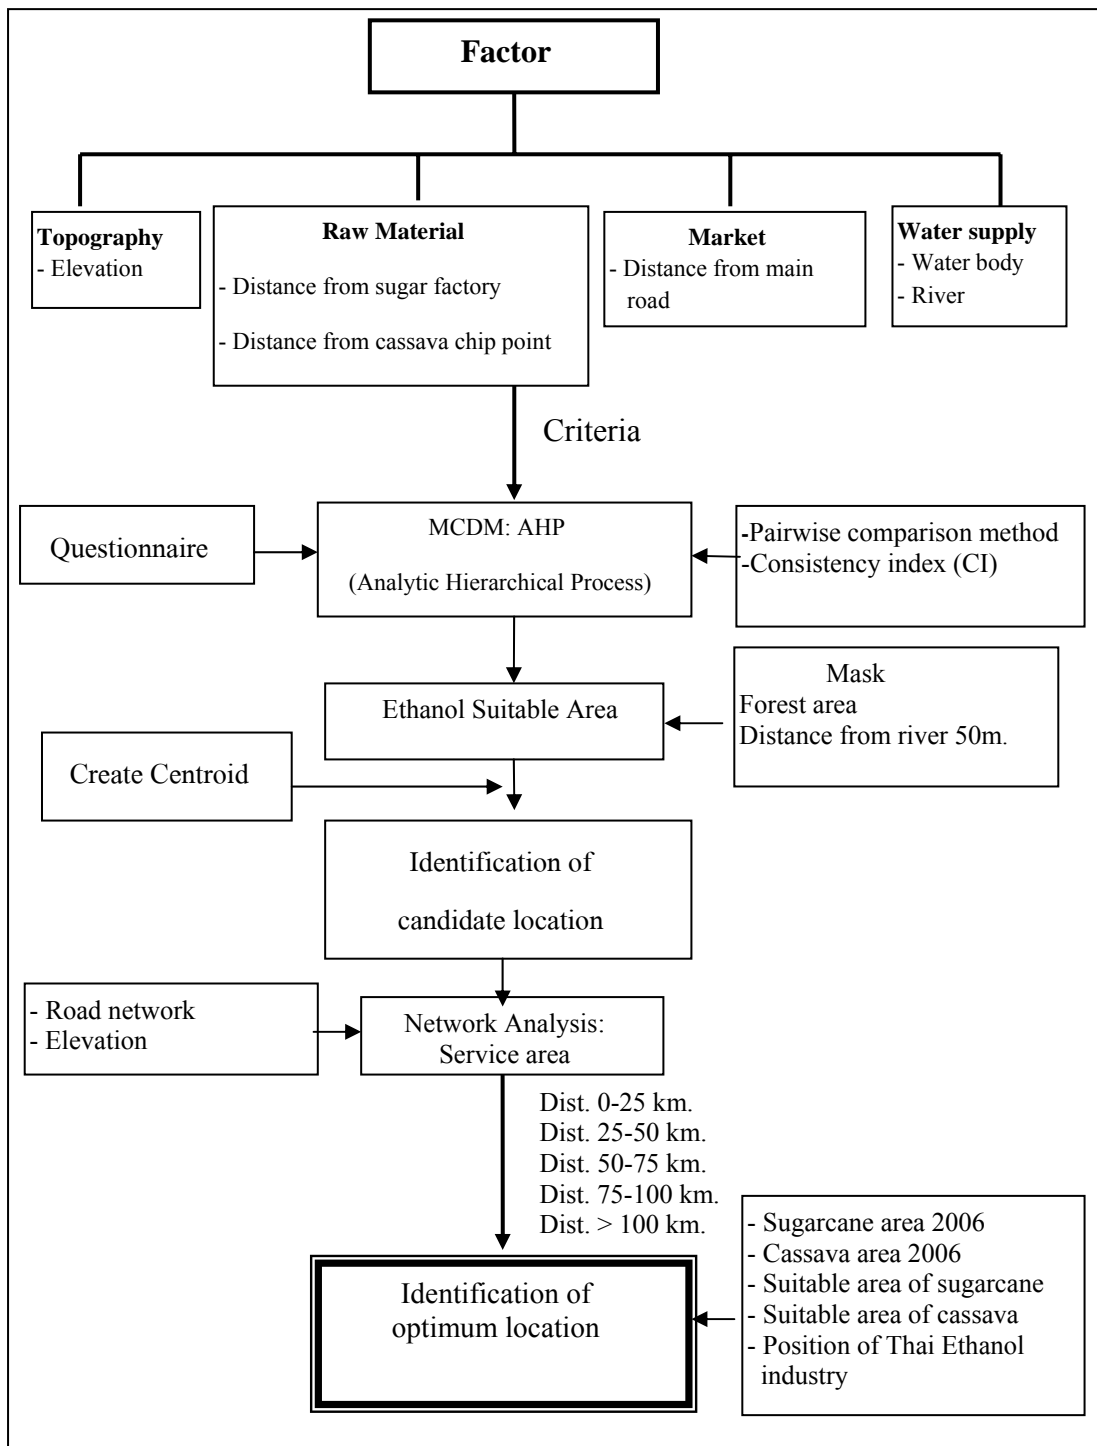 Factor
Topography
- Elevation
Raw Material
- Distance from sugar factory
- Distance from cassava chip point
Market
- Distance from main
road
Water supply
- Water body
- River
Criteria
Questionnaire
MCDM: AHP
(Analytic Hierarchical Process)
-Pairwise comparison method
-Consistency index (CI)
Ethanol Suitable Area
Mask
Forest area
Distance from river 50m.
Create Centroid
Identification of
candidate location
- Road network
- Elevation
Network Analysis:
Service area
Dist. 0-25 km.
Dist. 25-50 km.
Dist. 50-75 km.
Dist. 75-100 km.
Dist. > 100 km.
Identification of
optimum location
- Sugarcane area 2006
- Cassava area 2006
- Suitable area of sugarcane
- Suitable area of cassava
- Position of Thai Ethanol
industry